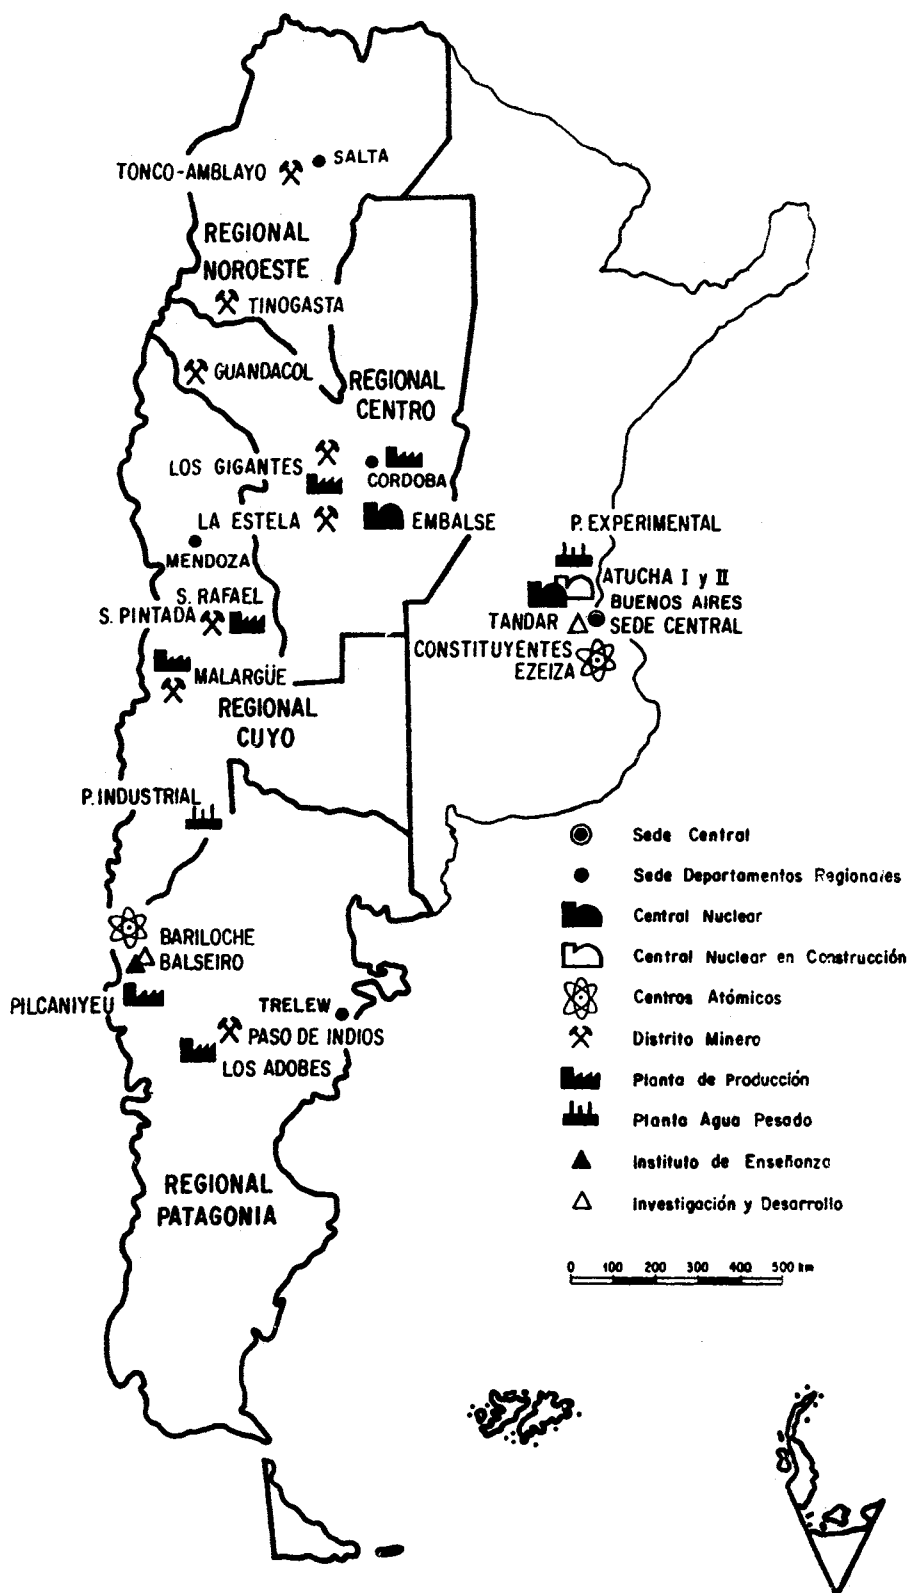 TONCO-AMBLAYO
SALTA
REGIONAL
NOROESTE
TINOGASTA
GUANDACOL
REGIONAL
CENTRO
LOS GIGANTES
CORDOBA
LA ESTELA
EMBALSE
P. EXPERIMENTAL
MENDOZA
ATUCHA I y II
S. RAFAEL
BUENOS AIRES
S. PINTADA
TANDAR
SEDE CENTRAL
CONSTITUYENTES
EZEIZA
MALARGÜE
REGIONAL
CUYO
P. INDUSTRIAL
BARILOCHE
BALSEIRO
PILCANIYEU
TRELEW
PASO DE INDIOS
LOS ADOBES
REGIONAL
PATAGONIA
Sede Central
Sede Departamentos Regionales
Central Nuclear
Central Nuclear en Construcción
Centros Atómicos
Distrito Minero
Planta de Producción
Planta Agua Pesado
Instituto de Enseñanza
Investigación y Desarrollo
0 100 200 300 400 500 km